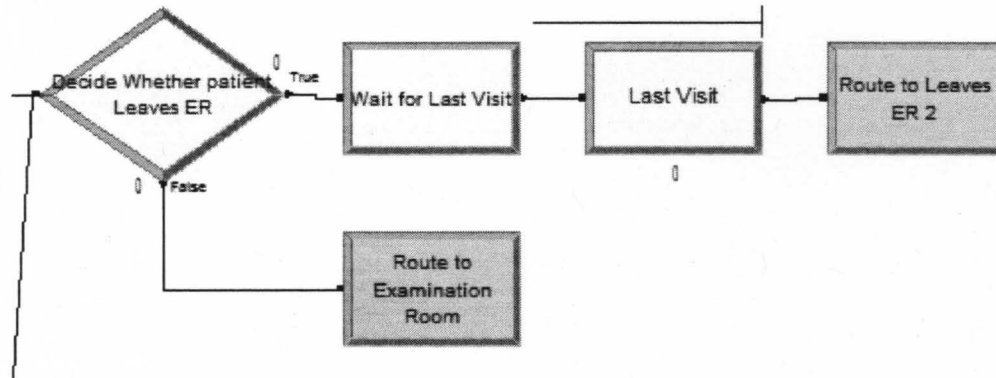 Decide Whether patient
Leaves ER
0
True
0
False
Wait for Last Visit
Last Visit
0
Route to Leaves
ER 2
Route to
Examination
Room